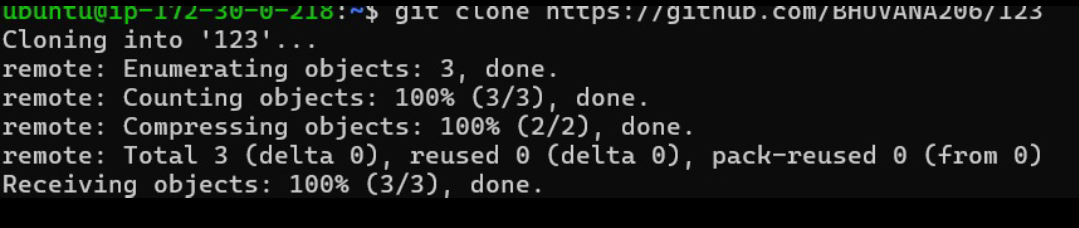 ubuntu@ip-172-30-0-218:~$ git clone https://github.com/BHUVANA206/123
Cloning into '123'...
remote: Enumerating objects: 3, done.
remote: Counting objects: 100% (3/3), done.
remote: Compressing objects: 100% (2/2), done.
remote: Total 3 (delta 0), reused 0 (delta 0), pack-reused 0 (from 0)
Receiving objects: 100% (3/3), done.